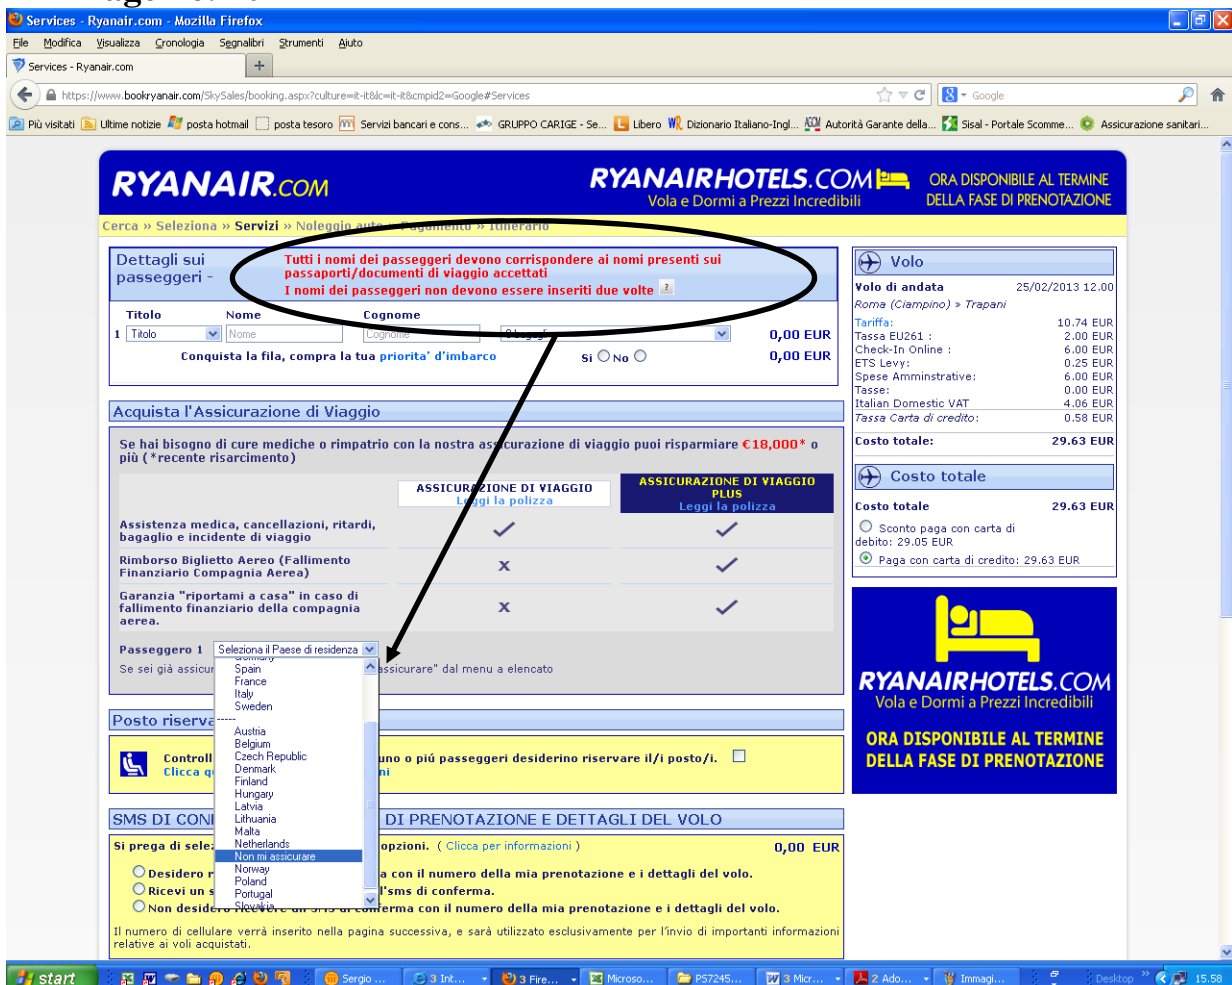 Services - Ryanair.com - Mozilla Firefox
File Modifica Visualizza Cronologia Segnalibri Strumenti Aiuto
Services - Ryanair.com +
https://www.bookryanair.com/SkySales/booking.aspx?culture=it-it&lc=it-it&cmpid2=Google#Services
Google
Più visitati Ultime notizie posta hotmail posta tesoro Servizi bancari e cons... GRUPPO CARIGE - Se... Libero Dizionario Italiano-Ingl... Autorità Garante della... Sisal - Portale Scomme... Assicurazione sanitari...
RYANAIR.COM
RYANAIRHOTELS.COM
Vola e Dormi a Prezzi Incredibili
ORA DISPONIBILE AL TERMINE
DELLA FASE DI PRENOTAZIONE
Cerca » Seleziona » Servizi » Noleggio auto » Pagamento » Itinerario
Dettagli sui
passeggeri -
Tutti i nomi dei passeggeri devono corrispondere ai nomi presenti sui
passaporti/documenti di viaggio accettati
I nomi dei passeggeri non devono essere inseriti due volte ?
Titolo Nome Cognome
1 Titolo Nome Cognome 0,00 EUR
Conquista la fila, compra la tua priorita' d'imbarco Si No 0,00 EUR
Acquista l'Assicurazione di Viaggio
Se hai bisogno di cure mediche o rimpatrio con la nostra assicurazione di viaggio puoi risparmiare €18,000* o
più (*recente risarcimento)
ASSICURAZIONE DI VIAGGIO
Leggi la polizza
ASSICURAZIONE DI VIAGGIO
PLUS
Leggi la polizza
Assistenza medica, cancellazioni, ritardi,
bagaglio e incidente di viaggio
Rimborso Biglietto Aereo (Fallimento
Finanziario Compagnia Aerea)
x
Garanzia "riportami a casa" in caso di
fallimento finanziario della compagnia
aerea.
x
Passeggero 1 Seleziona il Paese di residenza
Se sei già assicur assicurare" dal menu a elencato
Germany
Spain
France
Italy
Sweden
-----
Austria
Belgium
Czech Republic
Denmark
Finland
Hungary
Latvia
Lithuania
Malta
Netherlands
Non mi assicurare
Norway
Poland
Portugal
Slovakia
Posto riserva
Controll uno o piú passeggeri desiderino riservare il/i posto/i.
Clicca q ni
SMS DI CON DI PRENOTAZIONE E DETTAGLI DEL VOLO
Si prega di sele opzioni. ( Clicca per informazioni ) 0,00 EUR
Desidero r a con il numero della mia prenotazione e i dettagli del volo.
Ricevi un s l'sms di conferma.
Non desidero ricevere un SMS di conferma con il numero della mia prenotazione e i dettagli del volo.
Il numero di cellulare verrà inserito nella pagina successiva, e sarà utilizzato esclusivamente per l'invio di importanti informazioni
relative ai voli acquistati.
Volo
Volo di andata 25/02/2013 12.00
Roma (Ciampino) » Trapani
Tariffa: 10.74 EUR
Tassa EU261 : 2.00 EUR
Check-In Online : 6.00 EUR
ETS Levy: 0.25 EUR
Spese Amminstrative: 6.00 EUR
Tasse: 0.00 EUR
Italian Domestic VAT 4.06 EUR
Tassa Carta di credito: 0.58 EUR
Costo totale: 29.63 EUR
Costo totale
Costo totale 29.63 EUR
Sconto paga con carta di
debito: 29.05 EUR
Paga con carta di credito: 29.63 EUR
RYANAIRHOTELS.COM
Vola e Dormi a Prezzi Incredibili
ORA DISPONIBILE AL TERMINE
DELLA FASE DI PRENOTAZIONE
start Sergio ... 3 Int... 3 Fire... Microso... PS7245... 3 Micr... 2 Ado... Immagi... Desktop 15.58